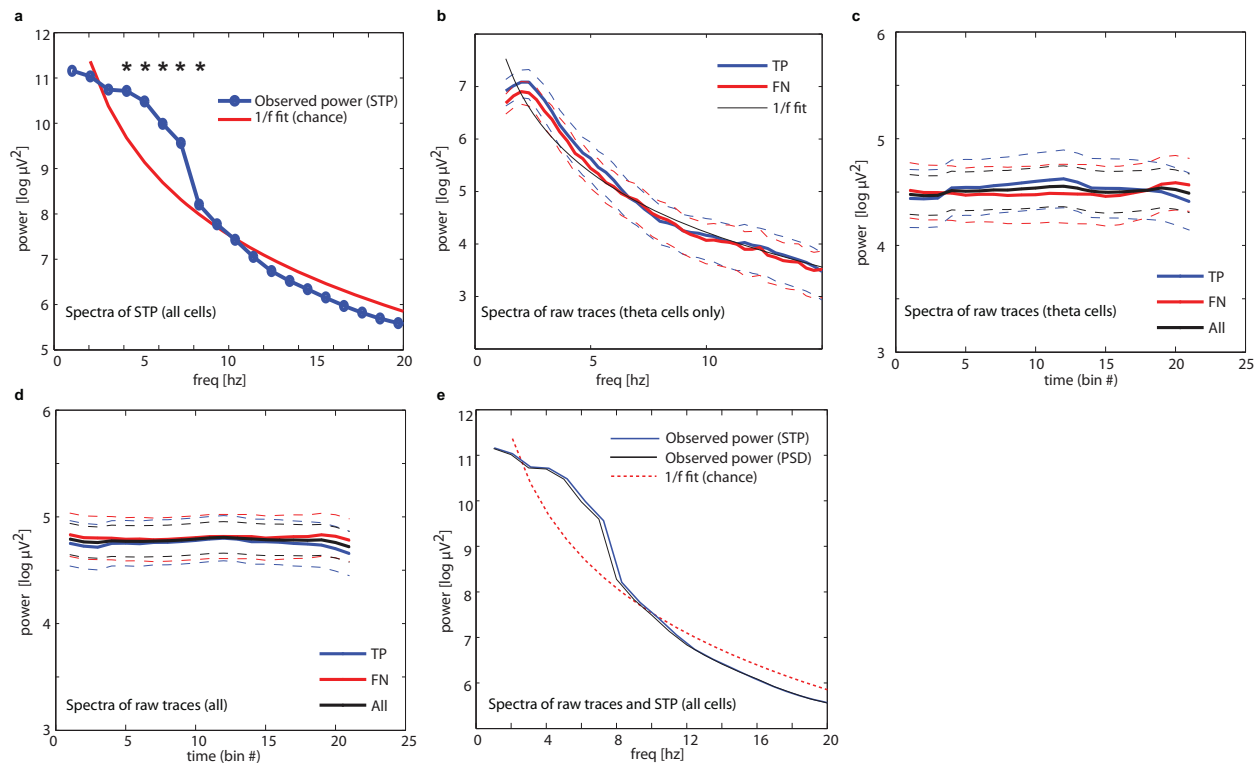 a
12
11
10
9
8
7
6
5
power [log µV²]
* * * * *
Observed power (STP)
1/f fit (chance)
Spectra of STP (all cells)
0 5 10 15 20
freq [hz]
b
7
6
5
4
3
power [log µV²]
TP
FN
1/f fit
Spectra of raw traces (theta cells only)
0 5 10
freq [hz]
c
6
5
4
3
power [log µV²]
TP
FN
All
Spectra of raw traces (theta cells)
0 5 10 15 20 25
time (bin #)
d
6
5
4
3
power [log µV²]
TP
FN
All
Spectra of raw traces (all)
0 5 10 15 20 25
time (bin #)
e
12
11
10
9
8
7
6
5
power [log µV²]
Observed power (STP)
Observed power (PSD)
1/f fit (chance)
Spectra of raw traces and STP (all cells)
0 4 8 12 16 20
freq [hz]